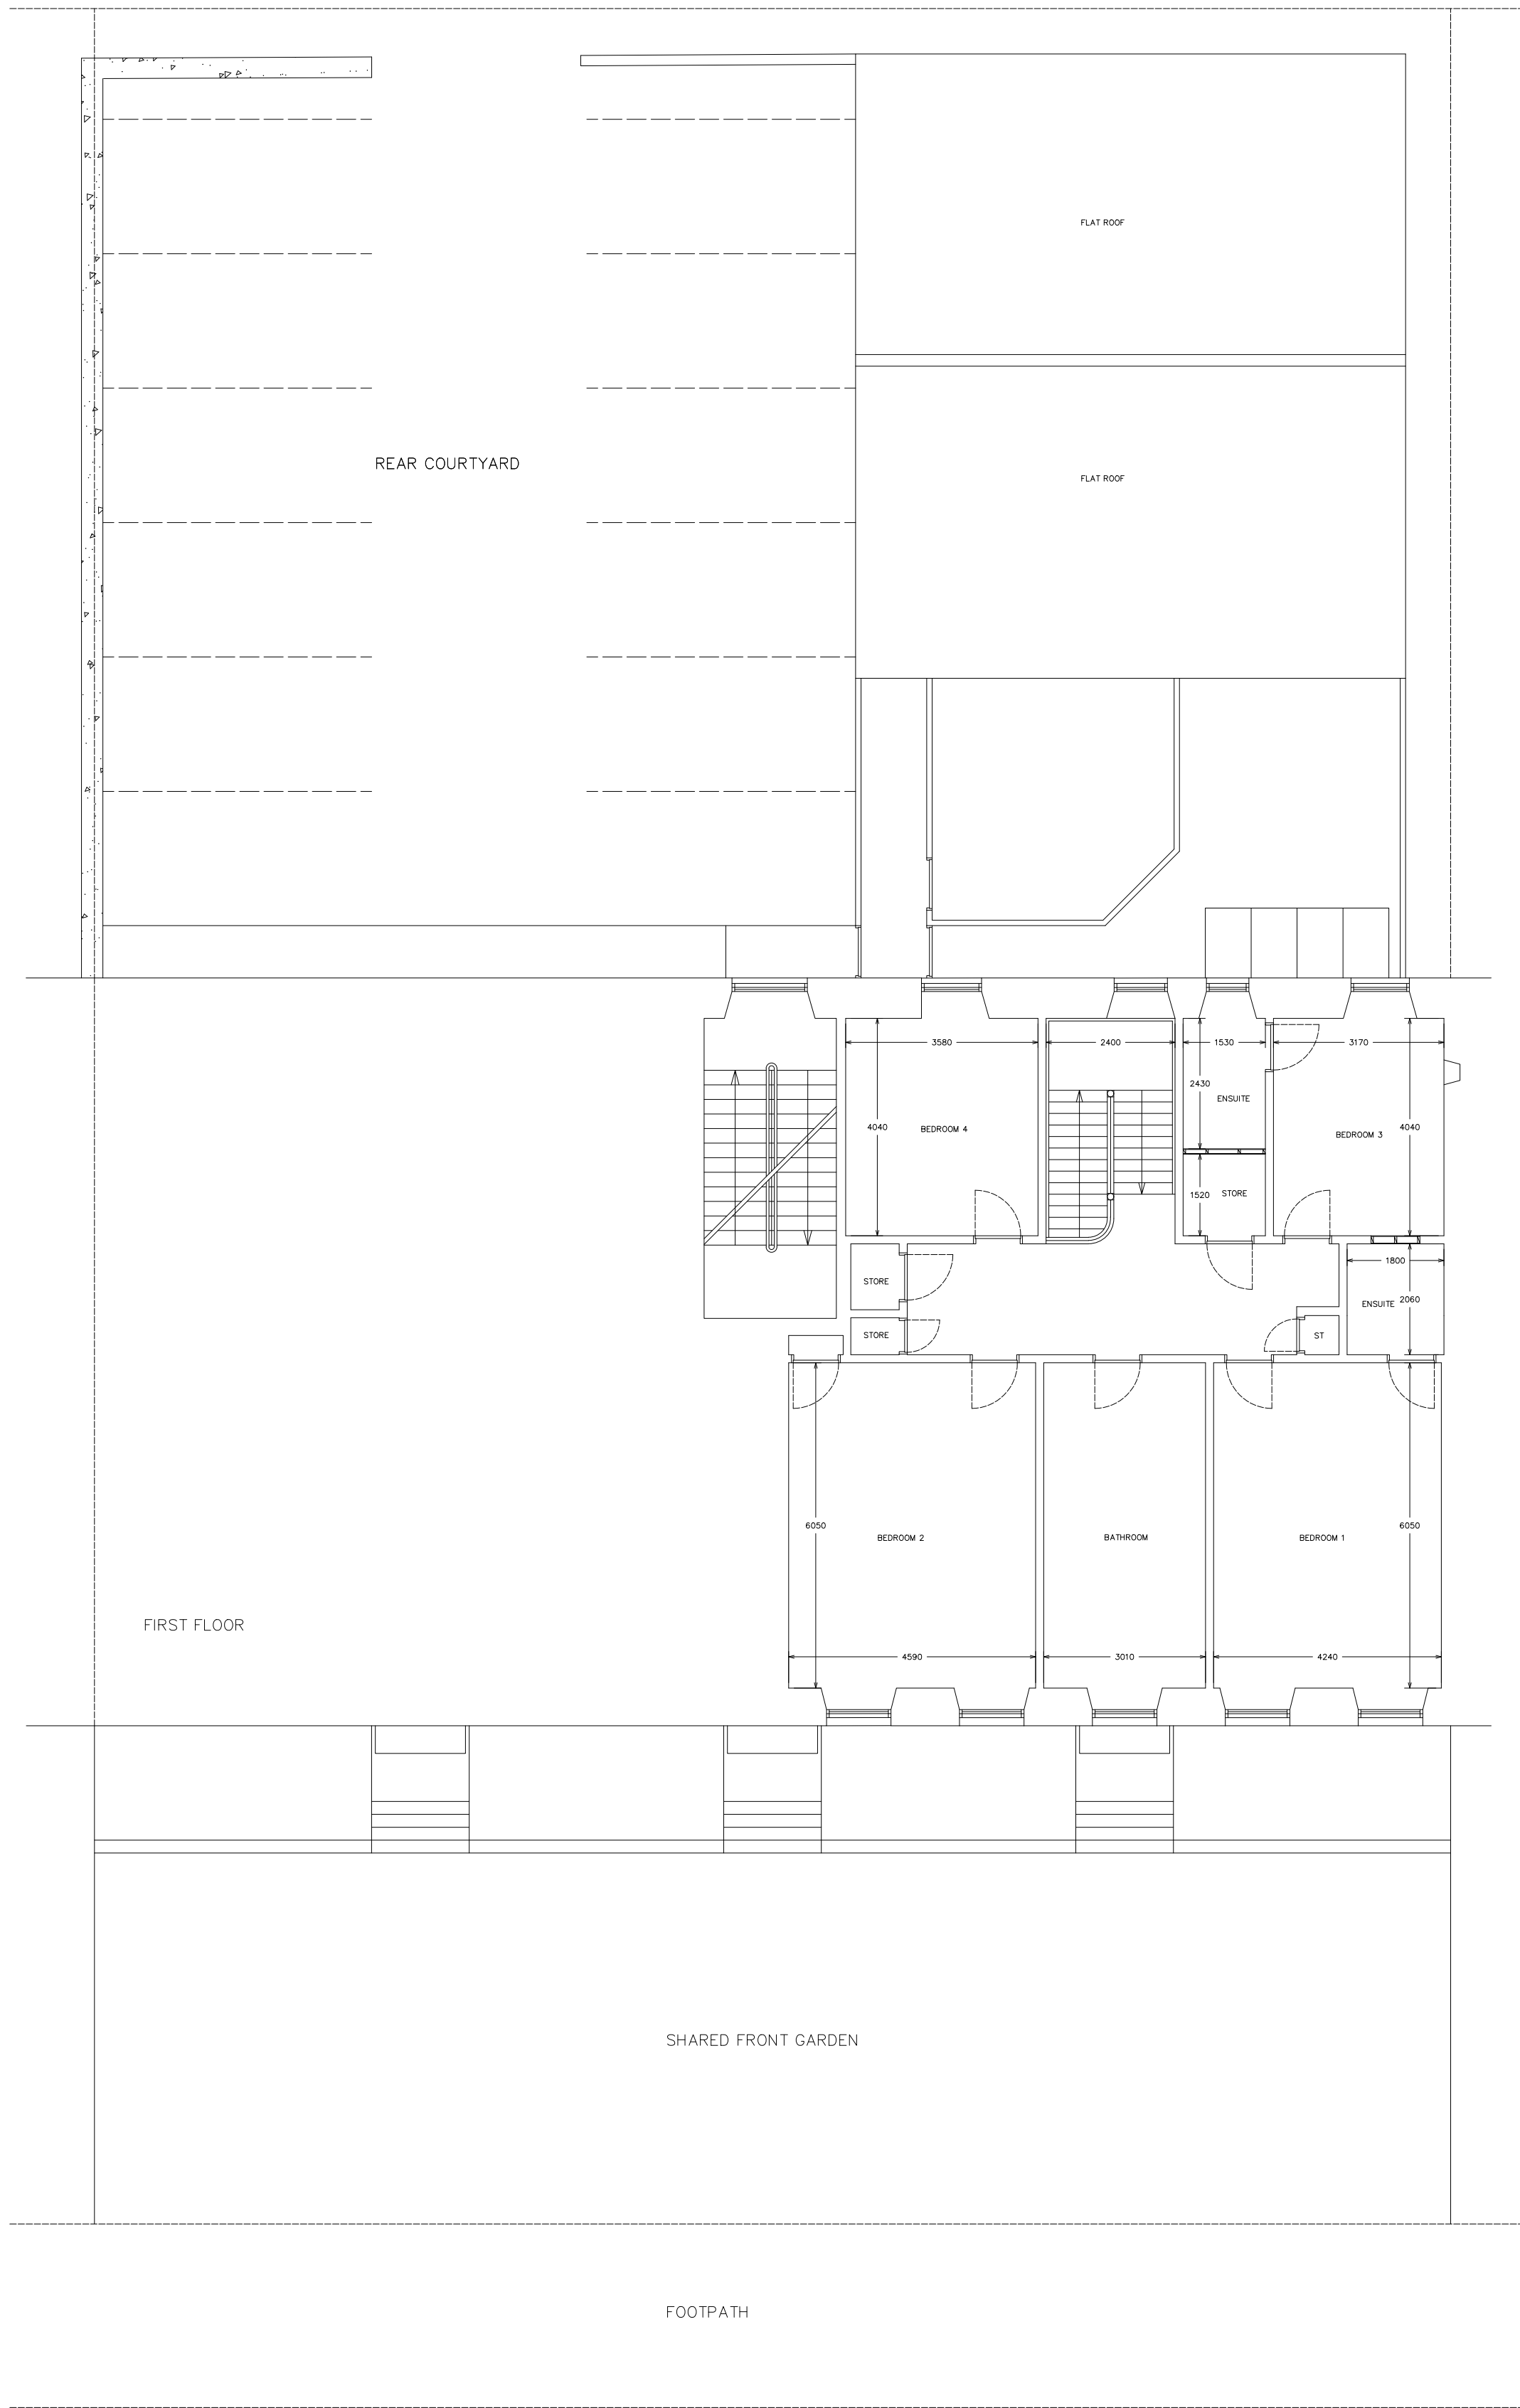 FLAT ROOF
REAR COURTYARD
FLAT ROOF
3580
2400
1530
3170
2430
ENSUITE
4040
BEDROOM 4
4040
BEDROOM 3
1520
STORE
1800
STORE
ENSUITE
2060
STORE
ST
6050
6050
BEDROOM 2
BATHROOM
BEDROOM 1
FIRST FLOOR
4590
3010
4240
SHARED FRONT GARDEN
FOOTPATH